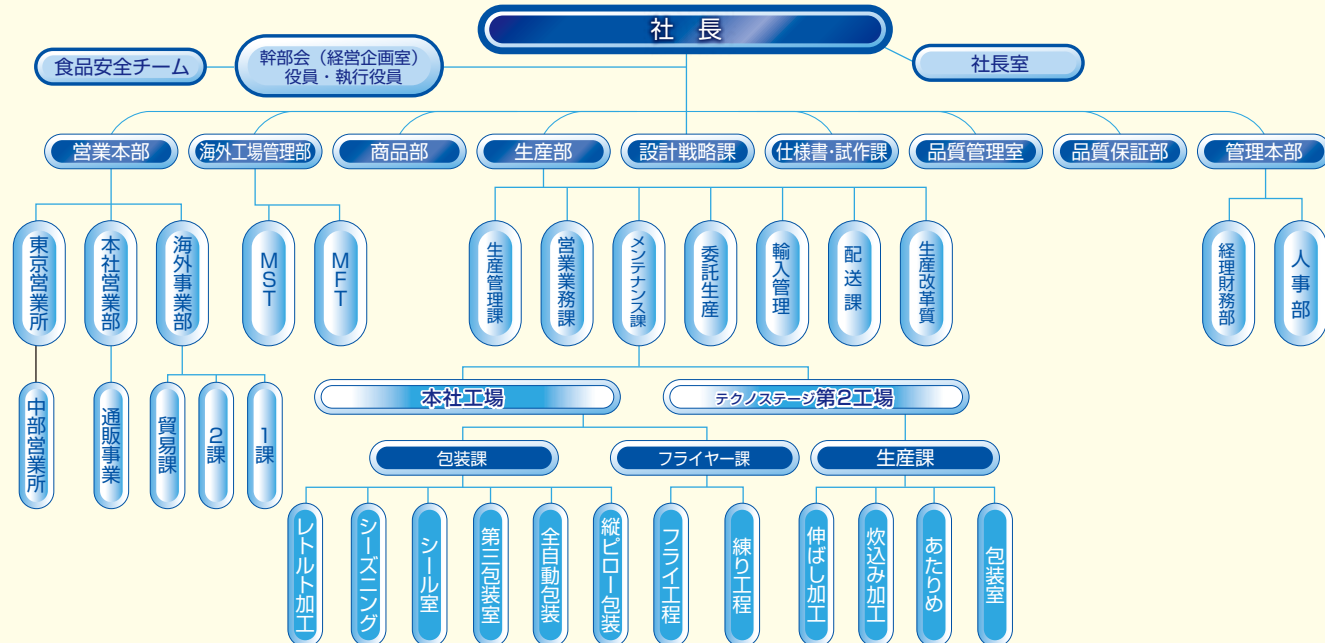 社 長
食品安全チーム
幹部会（経営企画室）
役員・執行役員
社長室
営業本部
海外工場管理部
商品部
生産部
設計戦略課
仕様書・試作課
品質管理室
品質保証部
管理本部
東京営業所
本社営業部
海外事業部
MST
MFT
生産管理課
営業業務課
メンテナンス課
委託生産
輸入管理
配送課
生産改革質
経理財務部
人事部
中部営業所
通販事業
貿易課
2課
1課
本社工場
テクノステージ第2工場
包装課
フライヤー課
生産課
レトルト加工
シーズニング
シール室
第三包装室
全自動包装
縦ピロー包装
フライ工程
練り工程
伸ばし加工
炊込み加工
あたりめ
包装室